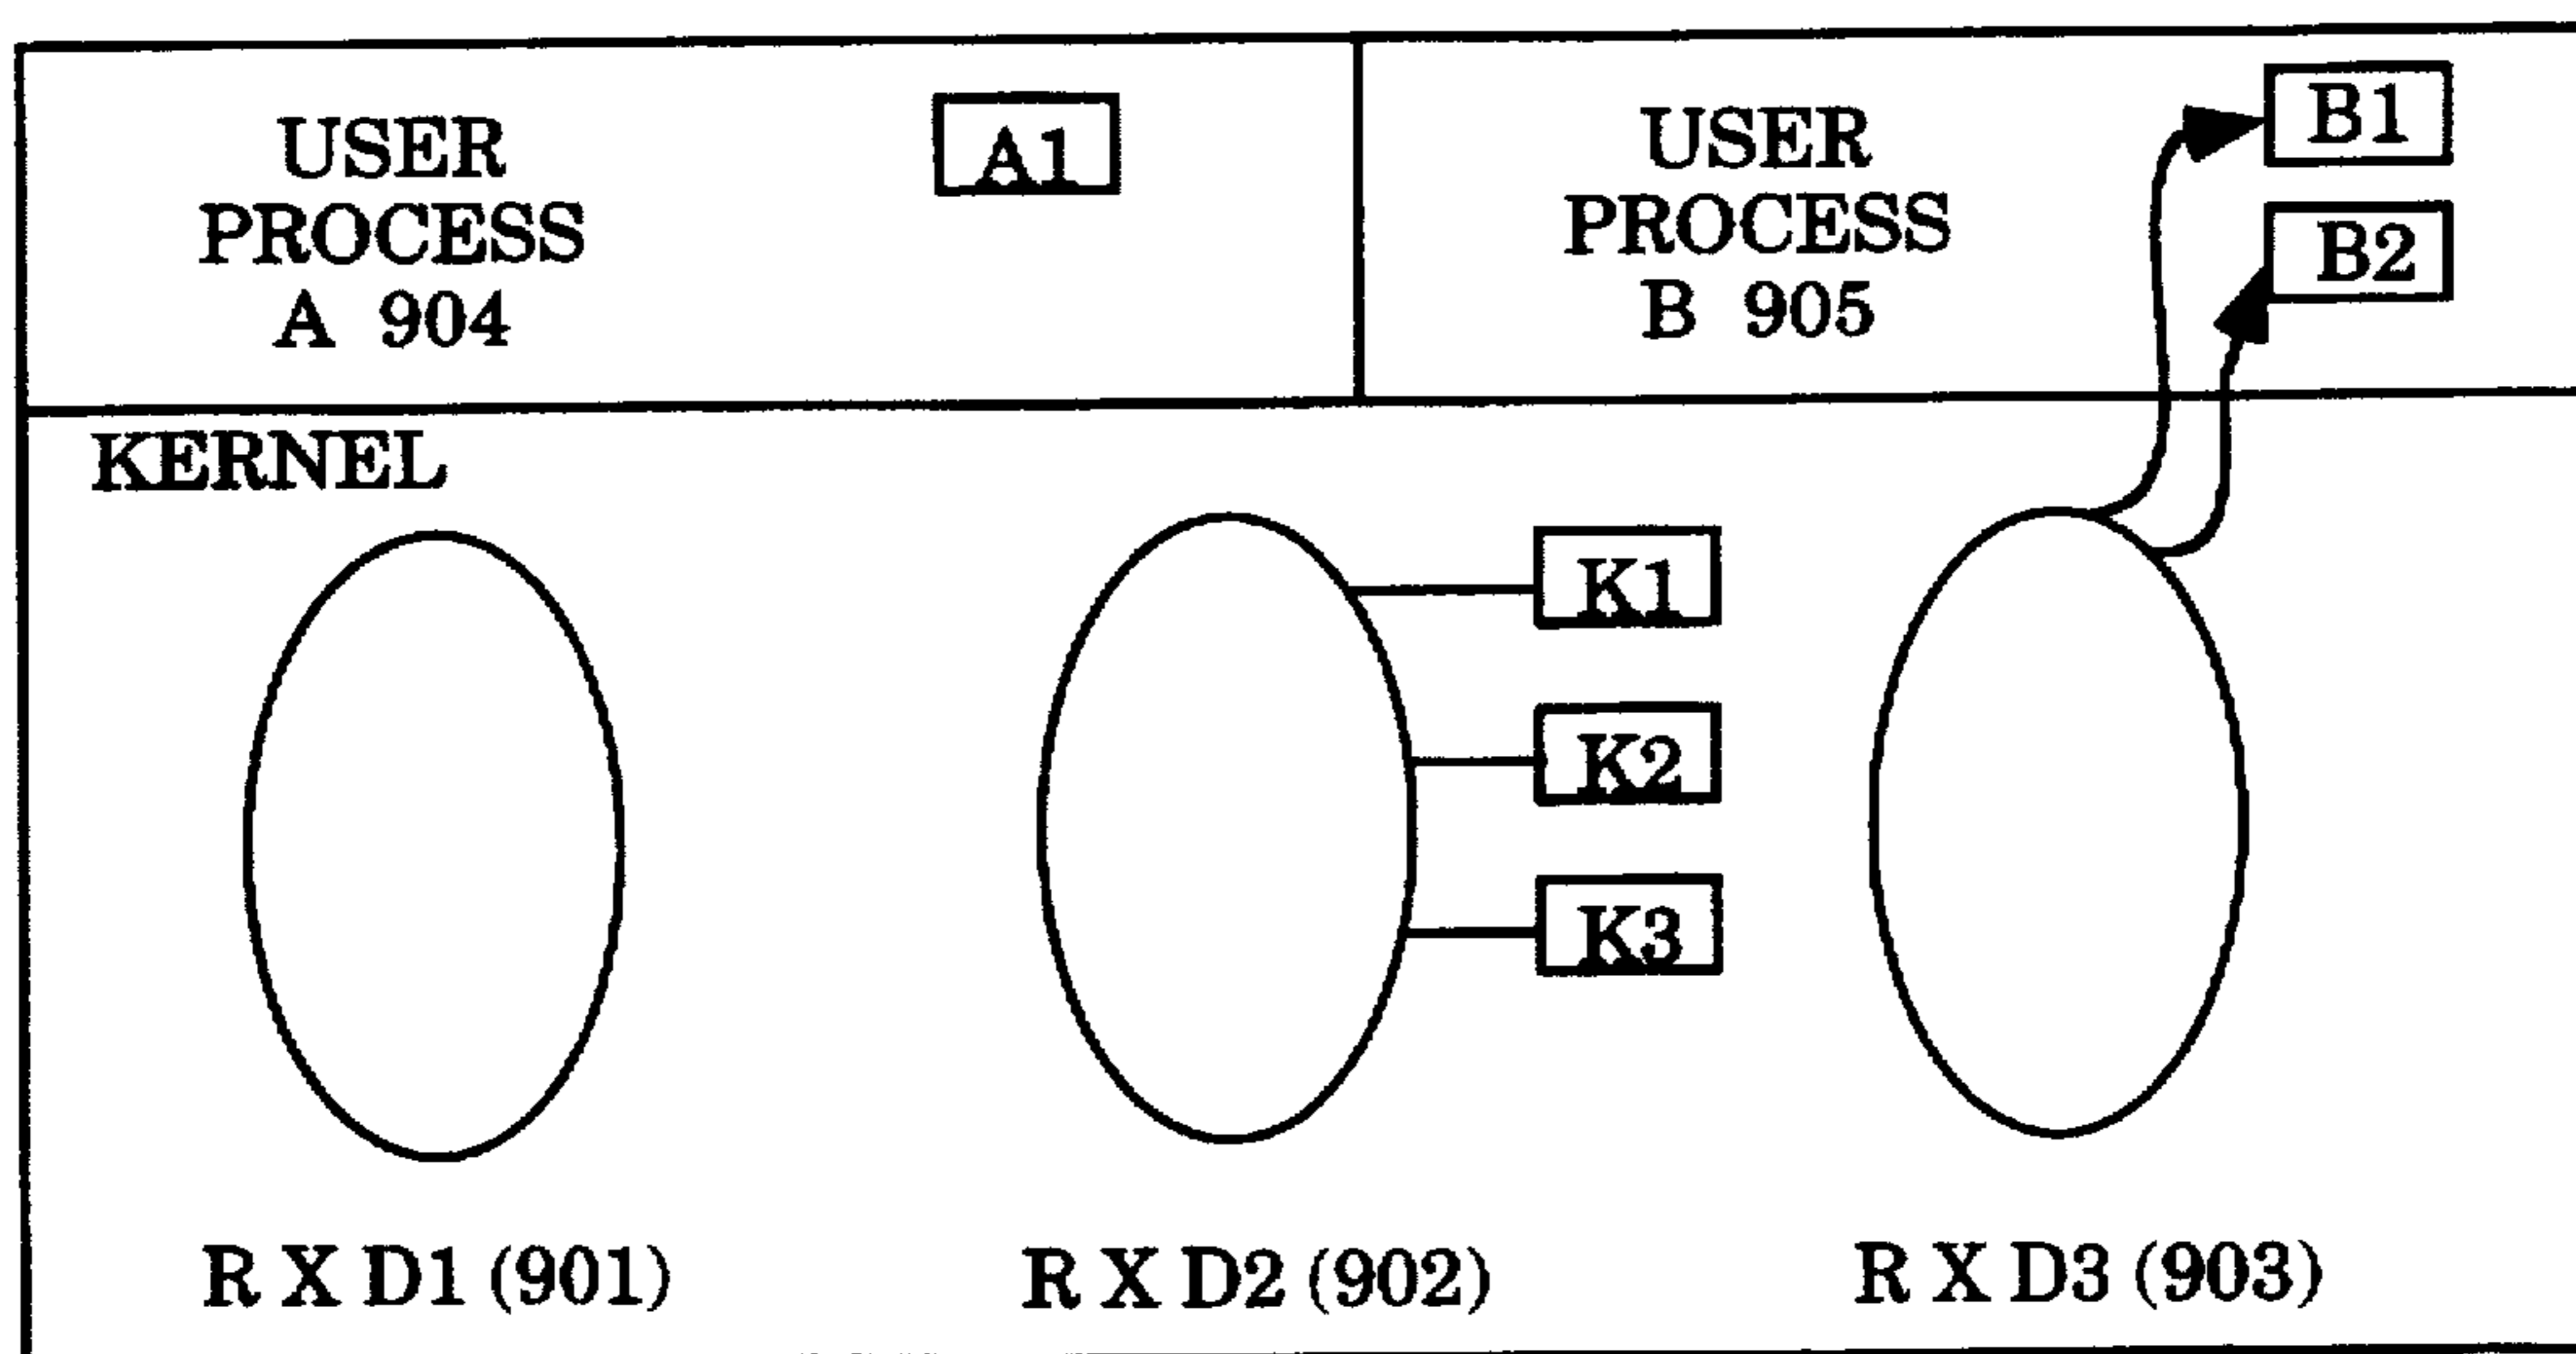 USER
PROCESS
A 904
A1
USER
PROCESS
B 905
B1
B2
KERNEL
K1
K2
K3
R X D1 (901)
R X D2 (902)
R X D3 (903)